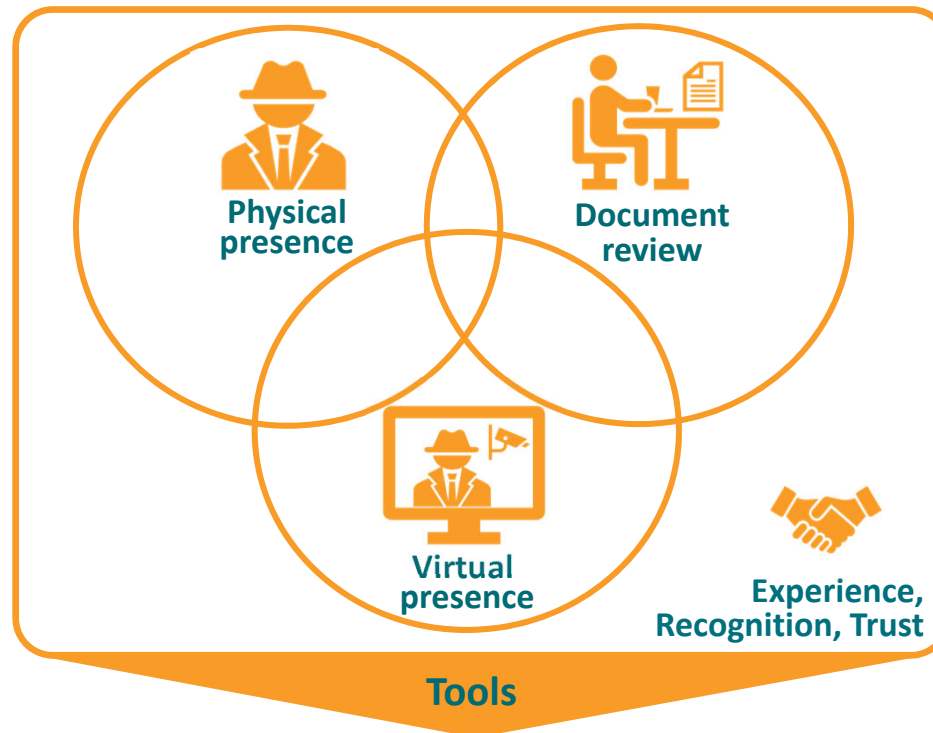 Physical
presence
Document
review
Virtual
presence
Experience,
Recognition, Trust
Tools